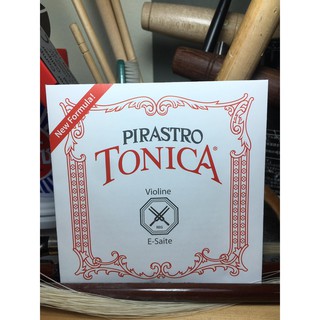 New Formula!
PIRASTRO
TONICA®
Violine
E-Saite